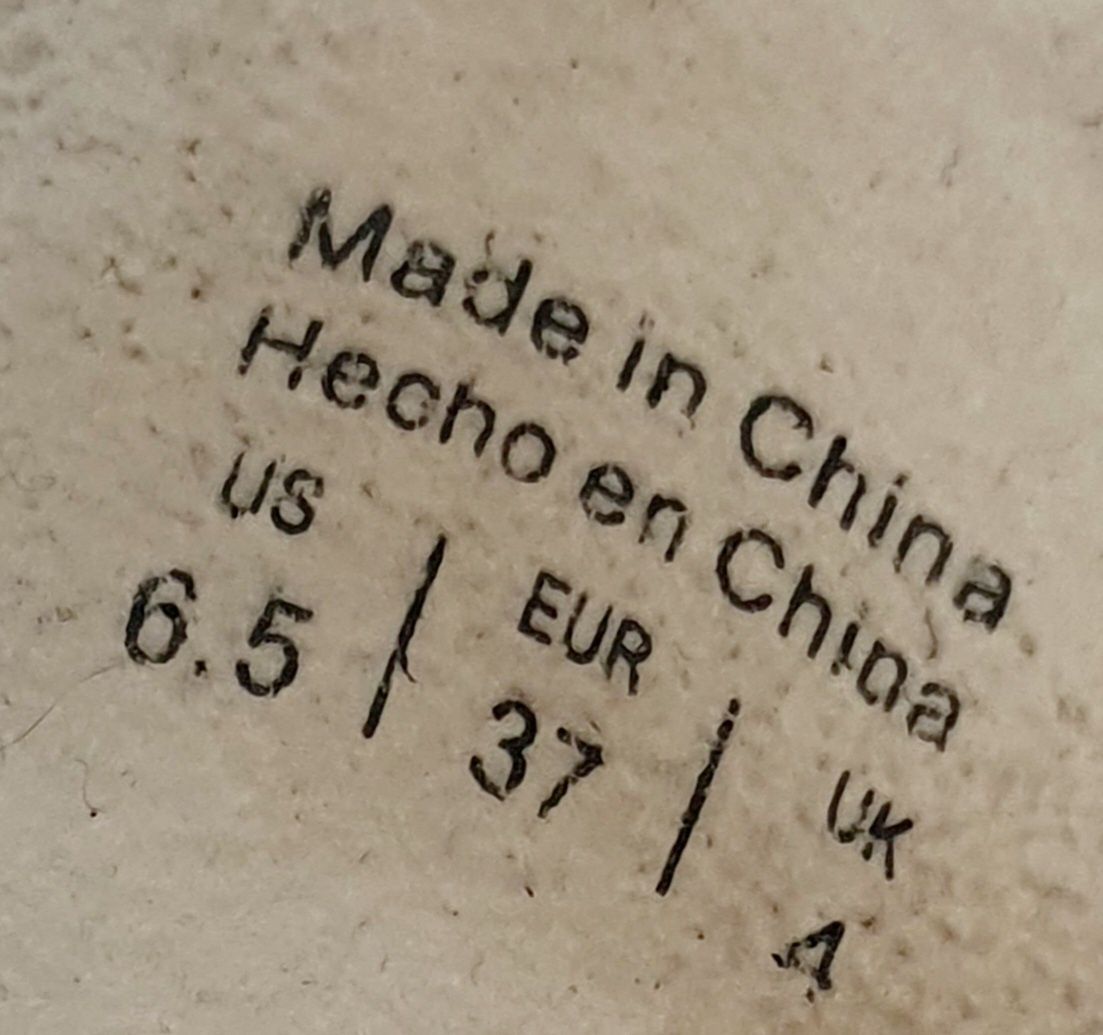 Made in China
Hecho en China
US | EUR | UK
6.5 | 37 | 4